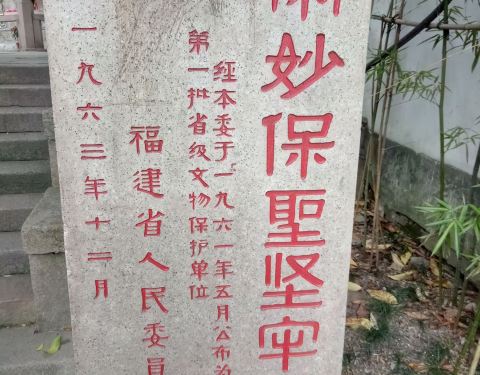 妙保聖坚牢
经本委于一九六一年五月公布为
第一批省级文物保护单位
福建省人民委员
一九六三年十二月